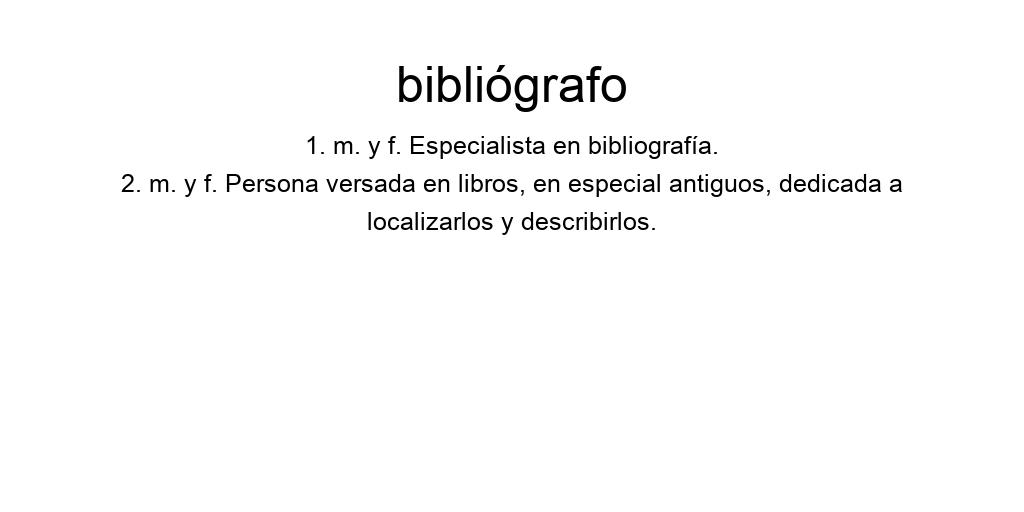 bibliógrafo
1. m. y f. Especialista en bibliografía.
2. m. y f. Persona versada en libros, en especial antiguos, dedicada a
localizarlos y describirlos.